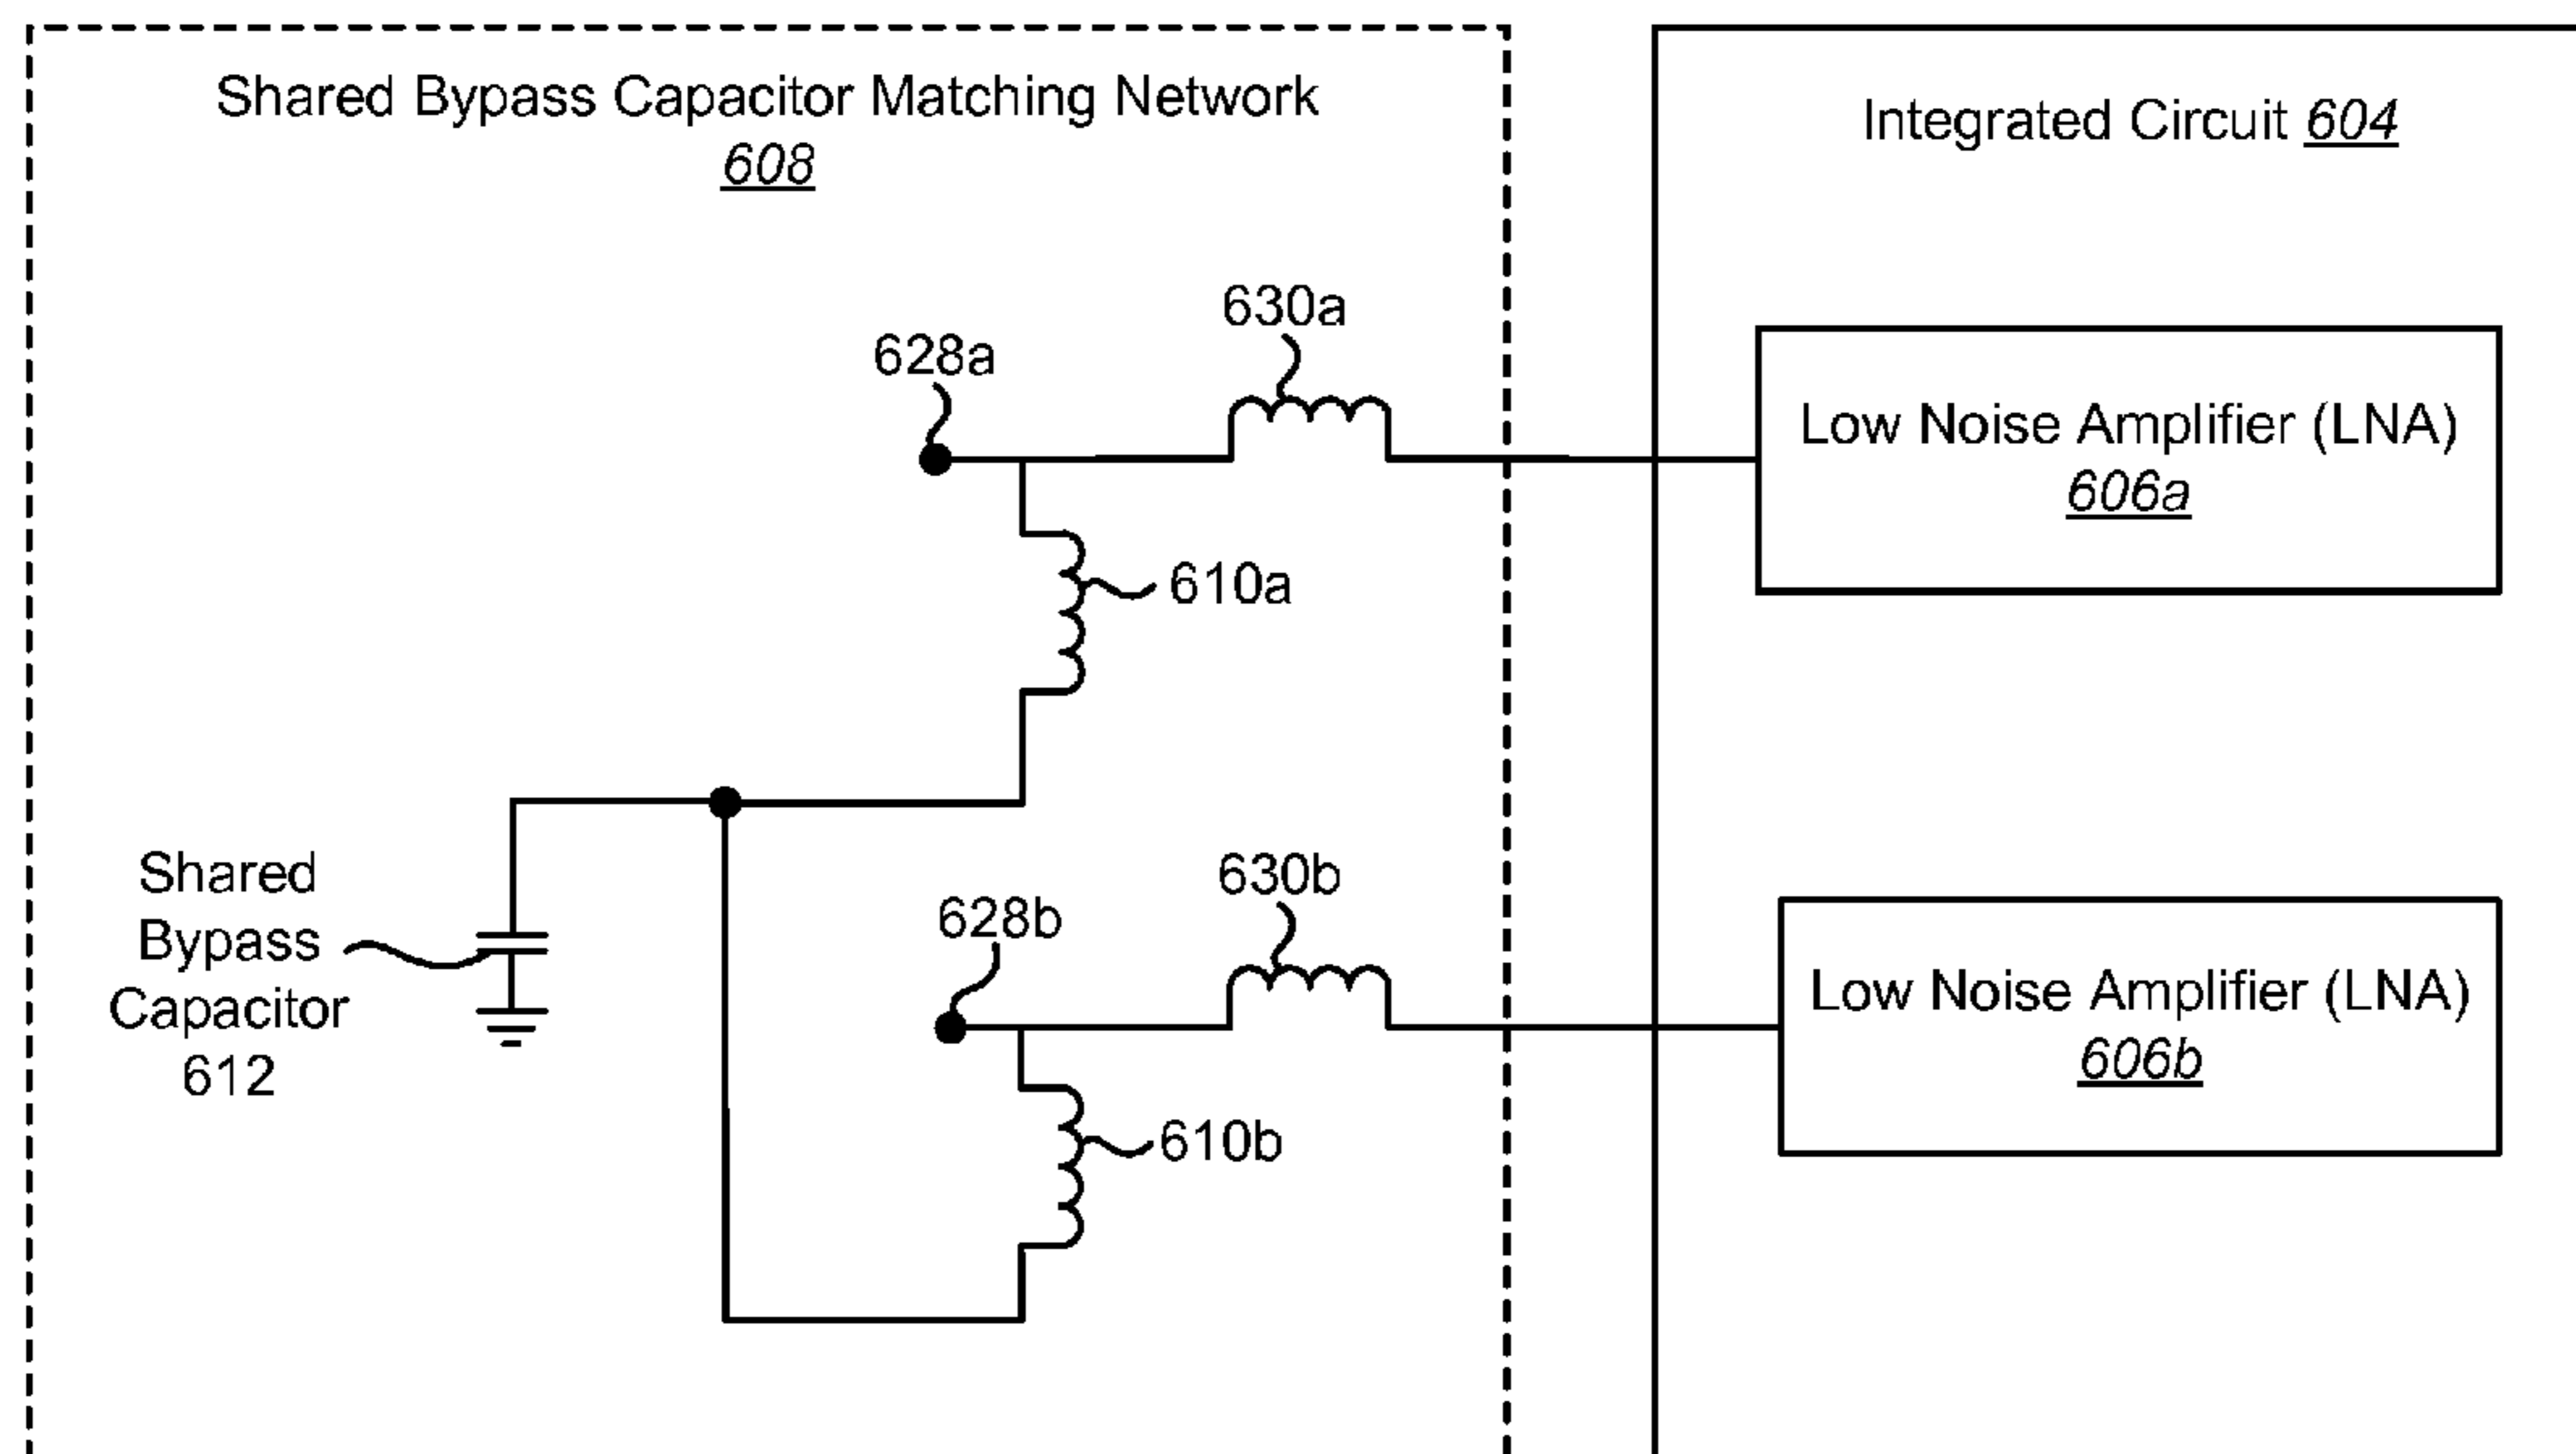 Shared Bypass Capacitor Matching Network
608
Integrated Circuit 604
630a
628a
Low Noise Amplifier (LNA)
606a
610a
Shared
Bypass
Capacitor
612
630b
628b
Low Noise Amplifier (LNA)
606b
610b